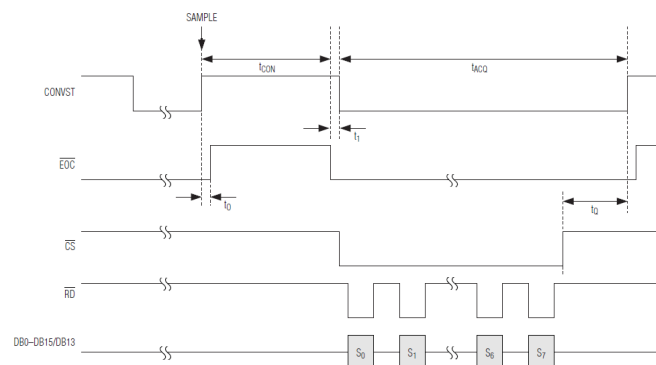 SAMPLE
tCON
tACQ
CONVST
t1
EOC
t0
tQ
CS
RD
DB0–DB15/DB13
S0
S1
S6
S7